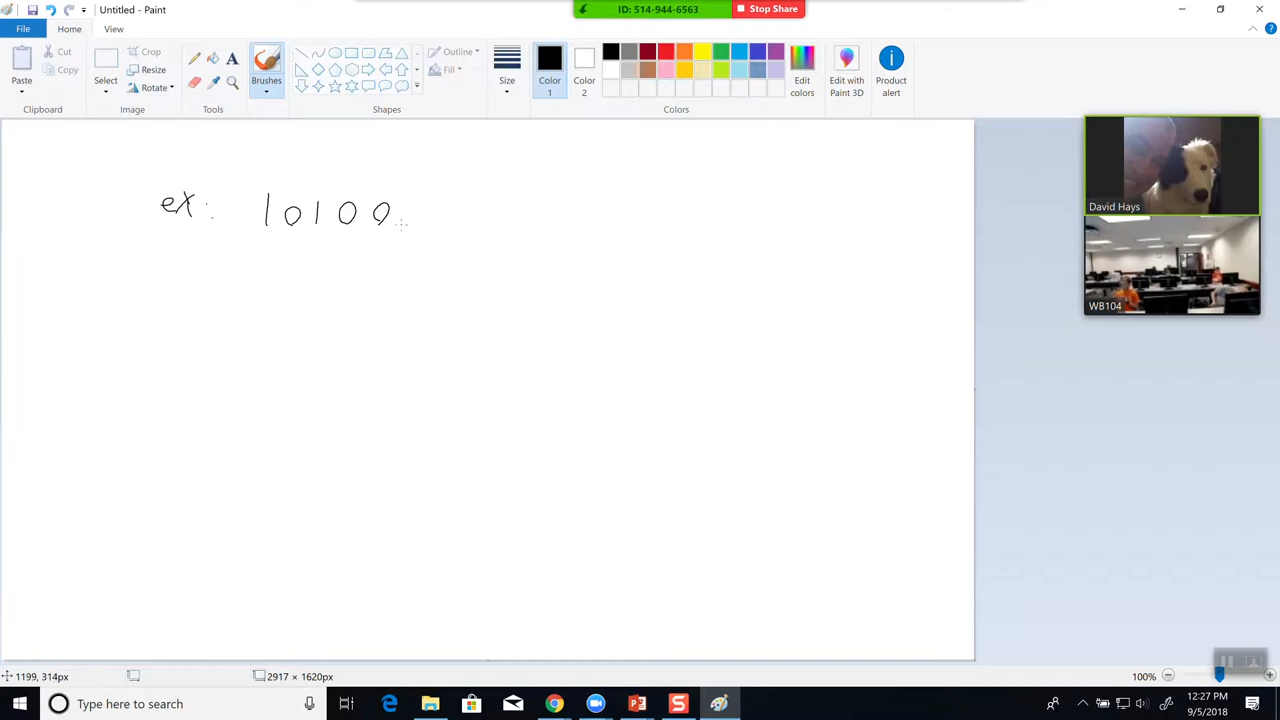 Untitled - Paint
ID: 514-944-6563 Stop Share
File Home View
Paste Cut Copy Clipboard
Select Crop Resize Rotate Image
Tools
Brushes
Outline Fill Shapes
Size
Color 1 Color 2
Edit colors Colors
Edit with Paint 3D
Product alert
ex: 10100
David Hays
WB104
1199, 314px 2917 × 1620px 100%
Type here to search
12:27 PM
9/5/2018